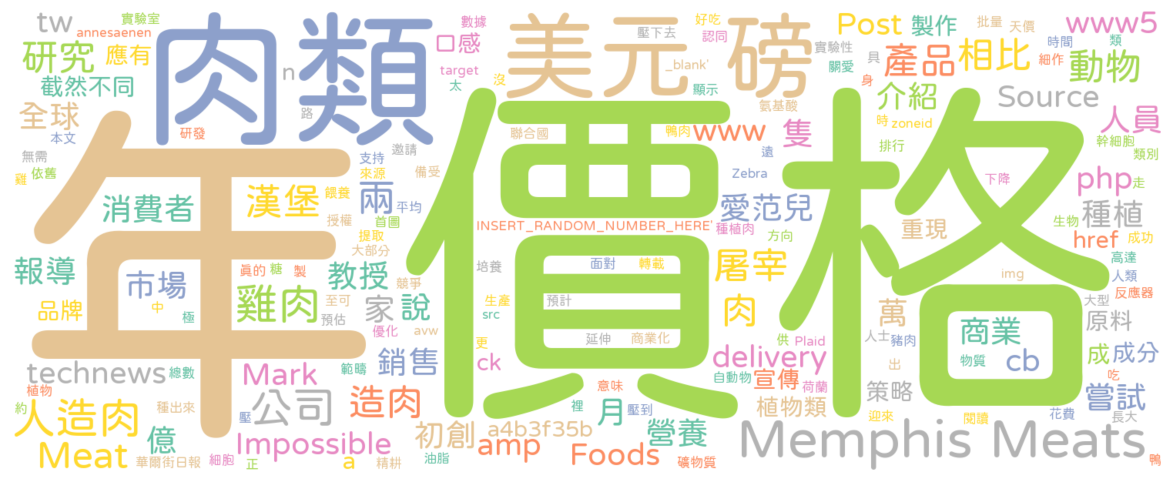 tw
實驗室
annesaenen
研究
應有
截然不同
全球
本文
無需
依舊
雞
研發
肉類
n
路
數據
口感
target
太
沒
美元
磅
壓下去
_blank'
好吃
認同
顯示
氨基酸
實驗性
關愛
Post
製作
批量
天價
www5
時間
類
細作
具
身
產品
相比
動物
介紹
Source
人員
時
zoneid
排行
幹細胞
類別
年
價格
支持
來源
邀請
備受
餵養
聯合國
鴨肉
www
隻
遠
Zebra
下降
php
走
消費者
漢堡
兩
平均
授權
首圖
提取
大部分
INSERT_RANDOM_NUMBER_HERE'
愛范兒
種植肉
方向
重現
種植
生物
href
成功
高達
報導
市場
中
極
眞的
糖
製
教授
競爭
至可
預估
培養
面對
轉載
屠宰
img
人類
反應器
大型
品牌
雞肉
家
說
優化
avw
生產
預計
src
延伸
商業化
更
肉
供
Plaid
萬
人士
豬肉
出
商業
物質
原料
成
成分
cb
吃
technews
總數
植物
約
種出來
Mark
範疇
銷售
ck
delivery
自動物
宣傳
荷蘭
策略
迎來
閱讀
嘗試
花費
長大
人造肉
億
壓
公司
造肉
意味
裡
月
壓到
植物類
Meat
華爾街日報
細胞
正
Impossible
a
精耕
初創
油脂
a4b3f35b
amp
Foods
營養
礦物質
Memphis Meats
鴨